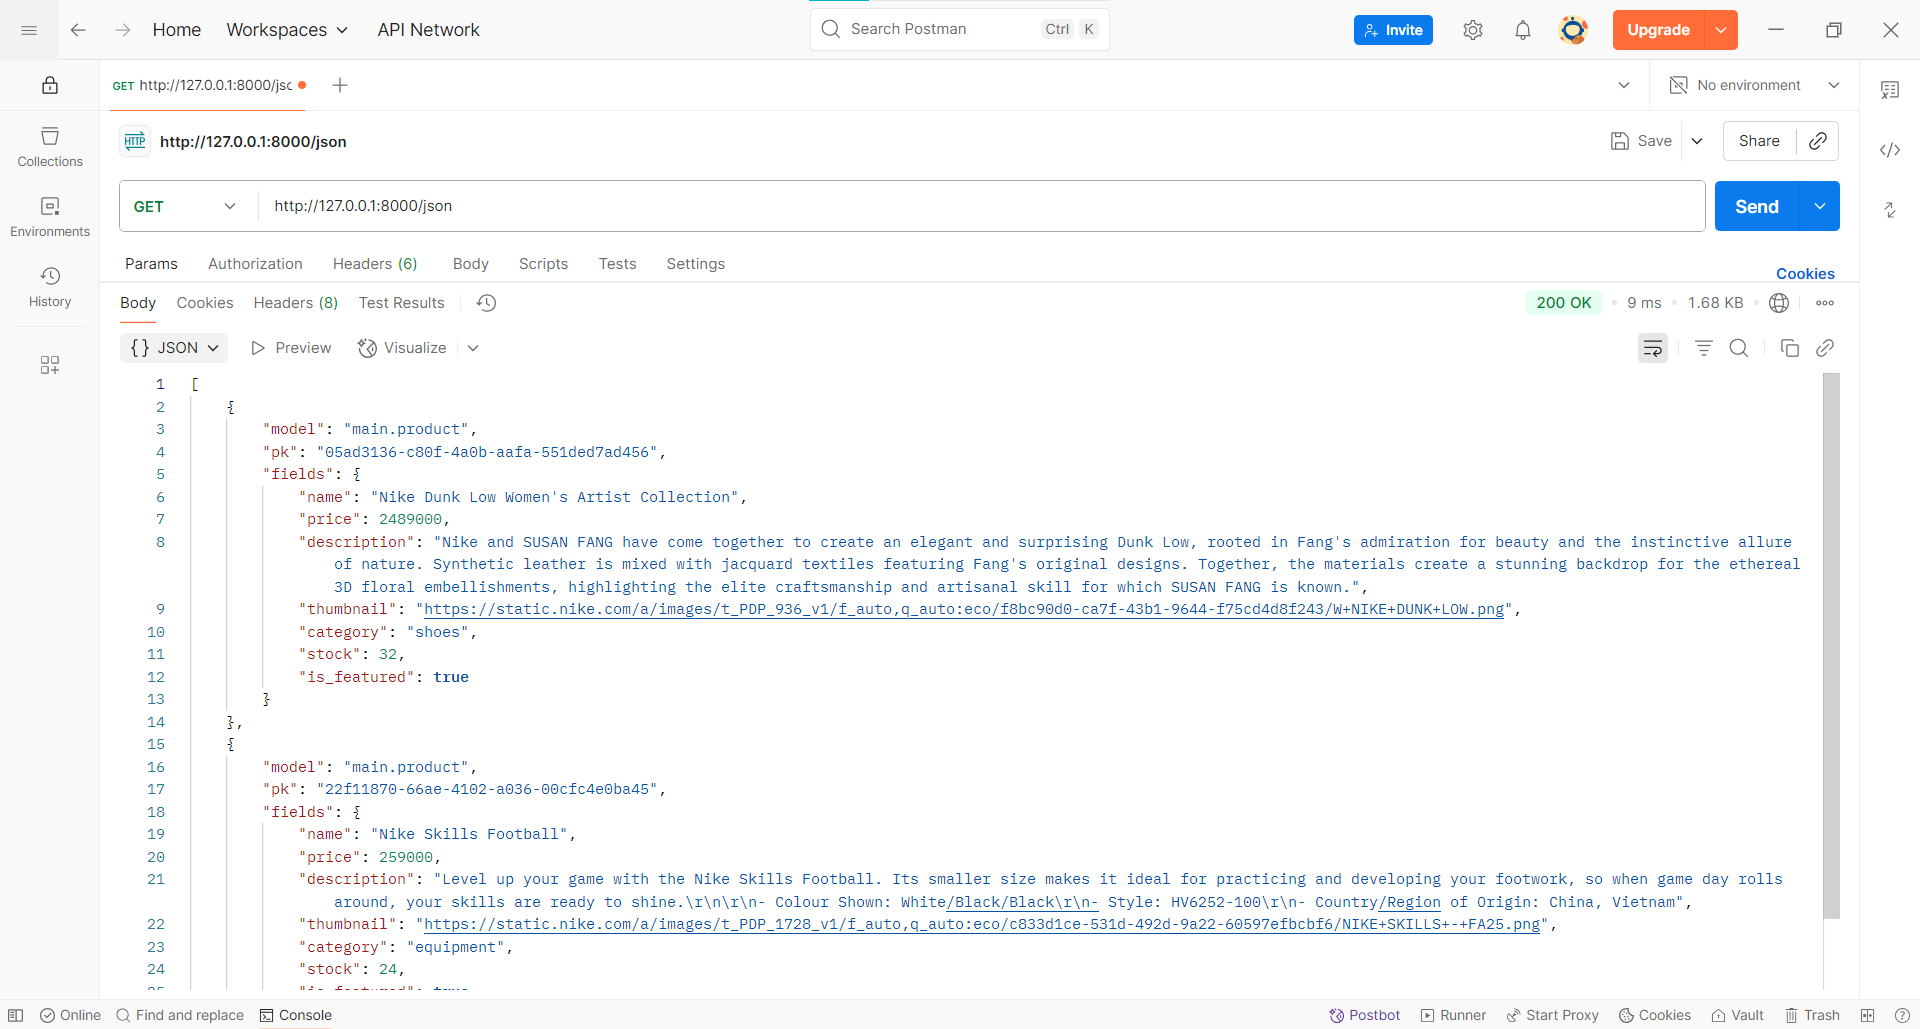 Home Workspaces API Network Search Postman Ctrl K Invite Upgrade
GET http://127.0.0.1:8000/jsc No environment
HTTP http://127.0.0.1:8000/json Save Share
Collections
Environments
History
GET http://127.0.0.1:8000/json Send
Params Authorization Headers (6) Body Scripts Tests Settings Cookies
Body Cookies Headers (8) Test Results 200 OK 9 ms 1.68 KB
{} JSON Preview Visualize
1 [
2 {
3 "model": "main.product",
4 "pk": "05ad3136-c80f-4a0b-aafa-551ded7ad456",
5 "fields": {
6 "name": "Nike Dunk Low Women's Artist Collection",
7 "price": 2489000,
8 "description": "Nike and SUSAN FANG have come together to create an elegant and surprising Dunk Low, rooted in Fang's admiration for beauty and the instinctive allure
of nature. Synthetic leather is mixed with jacquard textiles featuring Fang's original designs. Together, the materials create a stunning backdrop for the ethereal
3D floral embellishments, highlighting the elite craftsmanship and artisanal skill for which SUSAN FANG is known.",
9 "thumbnail": "https://static.nike.com/a/images/t_PDP_936_v1/f_auto,q_auto:eco/f8bc90d0-ca7f-43b1-9644-f75cd4d8f243/W+NIKE+DUNK+LOW.png",
10 "category": "shoes",
11 "stock": 32,
12 "is_featured": true
13 }
14 },
15 {
16 "model": "main.product",
17 "pk": "22f11870-66ae-4102-a036-00cfc4e0ba45",
18 "fields": {
19 "name": "Nike Skills Football",
20 "price": 259000,
21 "description": "Level up your game with the Nike Skills Football. Its smaller size makes it ideal for practicing and developing your footwork, so when game day rolls
around, your skills are ready to shine.\r\n\r\n- Colour Shown: White/Black/Black\r\n- Style: HV6252-100\r\n- Country/Region of Origin: China, Vietnam",
22 "thumbnail": "https://static.nike.com/a/images/t_PDP_1728_v1/f_auto,q_auto:eco/c833d1ce-531d-492d-9a22-60597efbcbf6/NIKE+SKILLS+-+FA25.png",
23 "category": "equipment",
24 "stock": 24,
25 "is_featured": true
Online Find and replace Console Postbot Runner Start Proxy Cookies Vault Trash